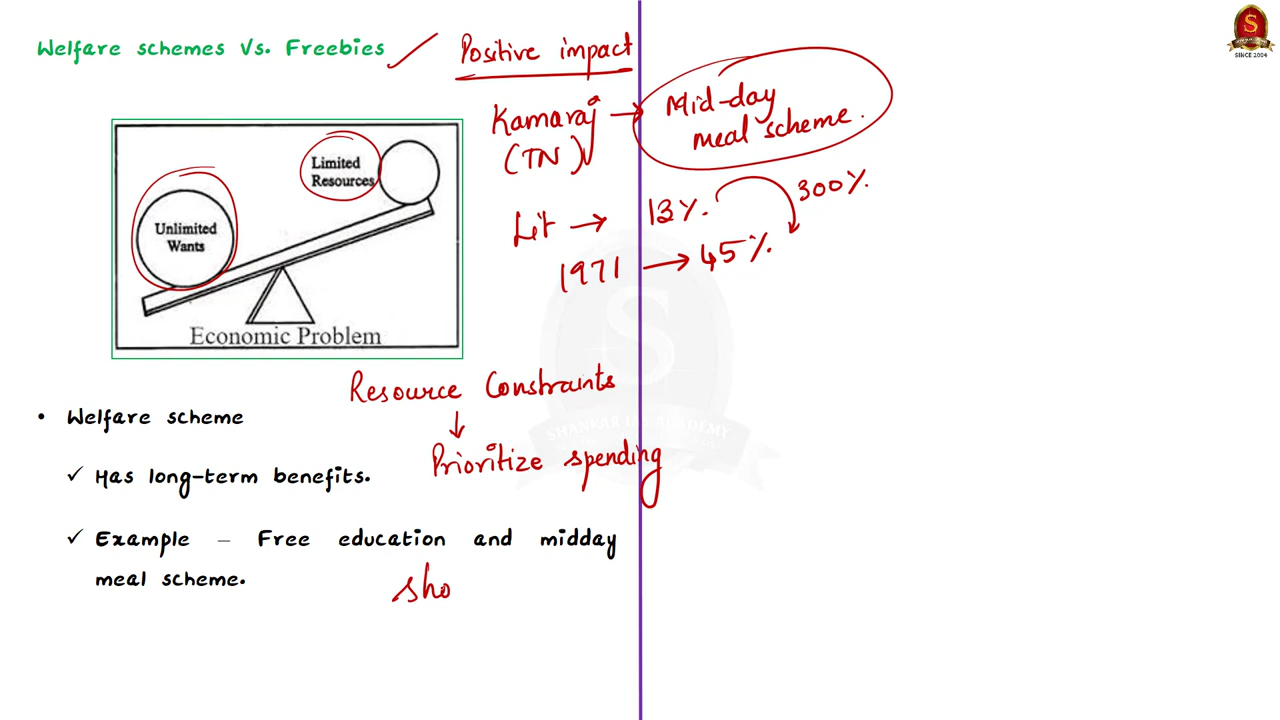 Welfare schemes Vs. Freebies
Positive impact
Kamaraj → Mid-day
meal scheme.
(TN)
Lit → 13%. 300%.
1971 → 45%.
Limited
Resources
Unlimited
Wants
Economic Problem
Resource Constraints
↓
Prioritize spending
• Welfare scheme
✓ Has long-term benefits.
✓ Example – Free education and midday
meal scheme.
sho
S
SINCE 2004